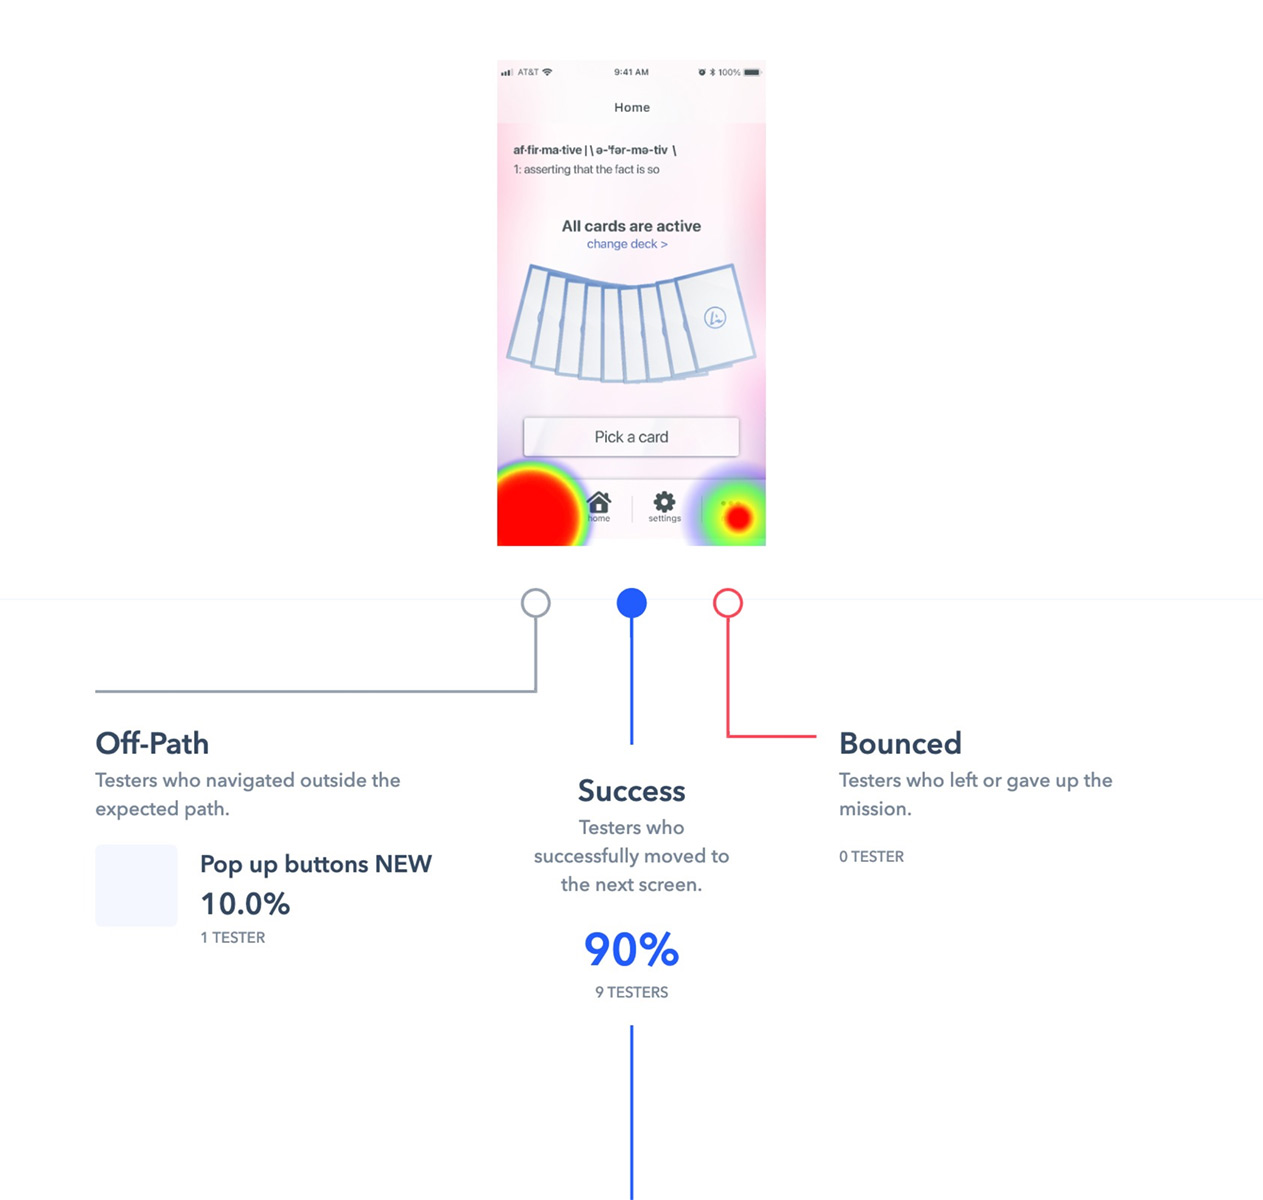 AT&T 9:41 AM 100%
Home
af·fir·ma·tive | \ ə-ˈfər-mə-tiv \
1: asserting that the fact is so
All cards are active
change deck >
Pick a card
home settings
Off-Path
Testers who navigated outside the
expected path.
Pop up buttons NEW
10.0%
1 TESTER
Success
Testers who
successfully moved to
the next screen.
90%
9 TESTERS
Bounced
Testers who left or gave up the
mission.
0 TESTER